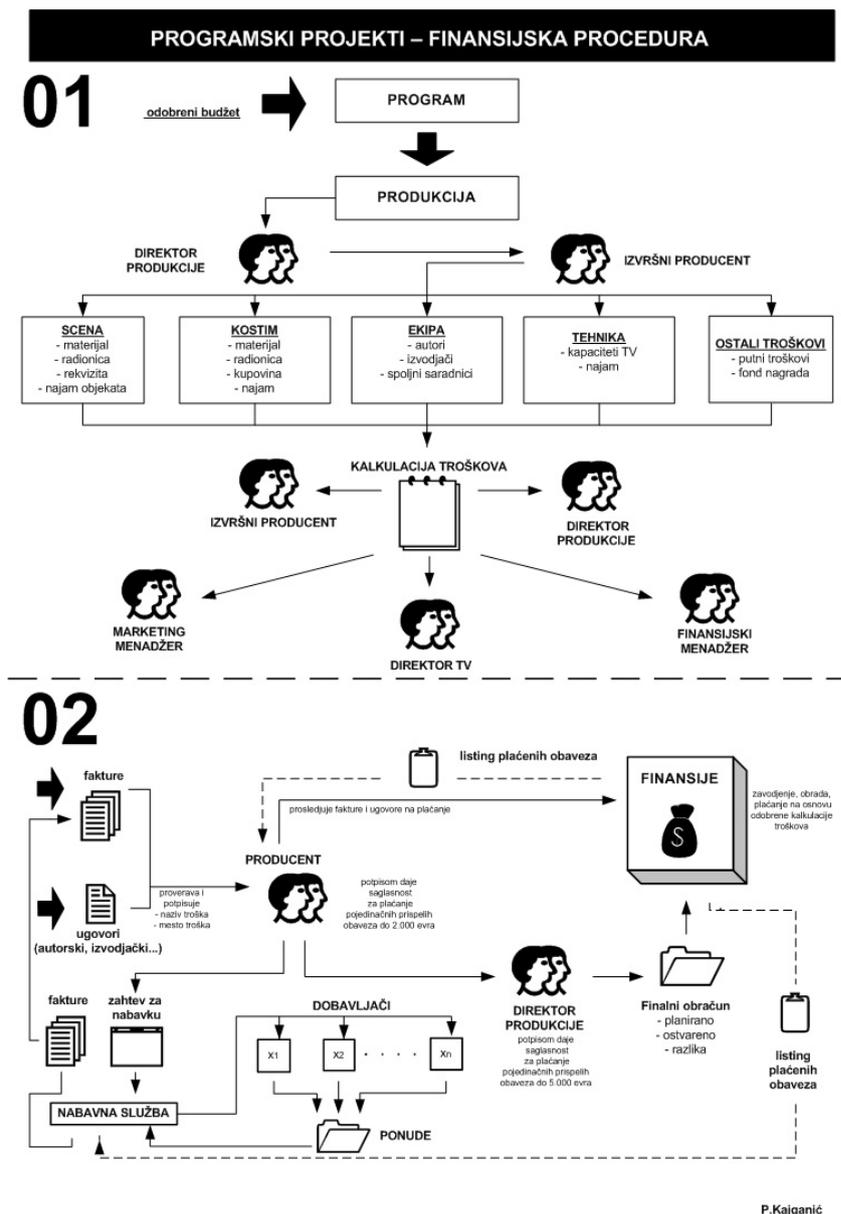 PROGRAMSKI PROJEKTI – FINANSIJSKA PROCEDURA
01
odobreni budžet
PROGRAM
PRODUKCIJA
DIREKTOR
PRODUKCIJE
IZVRŠNI PRODUCENT
SCENA
- materijal
- radionica
- rekvizita
- najam objekata
KOSTIM
- materijal
- radionica
- kupovina
- najam
EKIPA
- autori
- izvodjači
- spoljni saradnici
TEHNIKA
- kapaciteti TV
- najam
OSTALI TROŠKOVI
- putni troškovi
- fond nagrada
KALKULACIJA TROŠKOVA
IZVRŠNI PRODUCENT
DIREKTOR
PRODUKCIJE
MARKETING
MENADŽER
DIREKTOR TV
FINANSIJSKI
MENADŽER
02
fakture
listing plaćenih obaveza
FINANSIJE
S
zavodjenje, obrada,
plaćanje na osnovu
odobrene kalkulacije
troškova
prosledjuje fakture i ugovore na plaćanje
PRODUCENT
potpisom daje
saglasnost
za plaćanje
pojedinačnih prispelih
obaveza do 2.000 evra
proverava i
potpisuje
- naziv troška
- mesto troška
ugovori
(autorski, izvodjački...)
fakture
zahtev za
nabavku
DOBAVLJAČI
X1
X2
. . . .
Xn
DIREKTOR
PRODUKCIJE
potpisom daje
saglasnost
za plaćanje
pojedinačnih prispelih
obaveza do 5.000 evra
Finalni obračun
- planirano
- ostvareno
- razlika
listing
plaćenih
obaveza
NABAVNA SLUŽBA
PONUDE
P.Kajganić